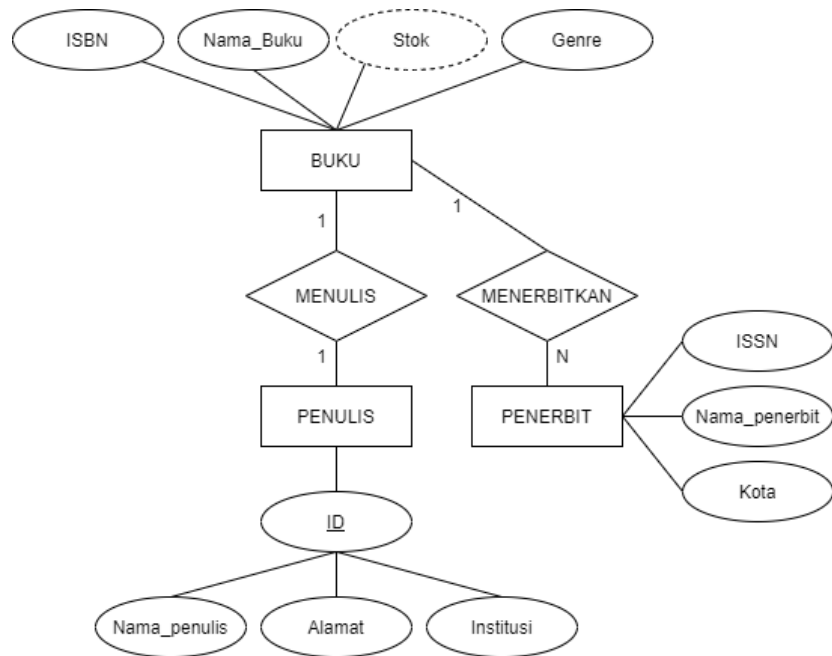 ISBN
Nama_Buku
Stok
Genre
BUKU
1
1
MENULIS
MENERBITKAN
1
N
ISSN
PENULIS
PENERBIT
Nama_penerbit
Kota
ID
Nama_penulis
Alamat
Institusi